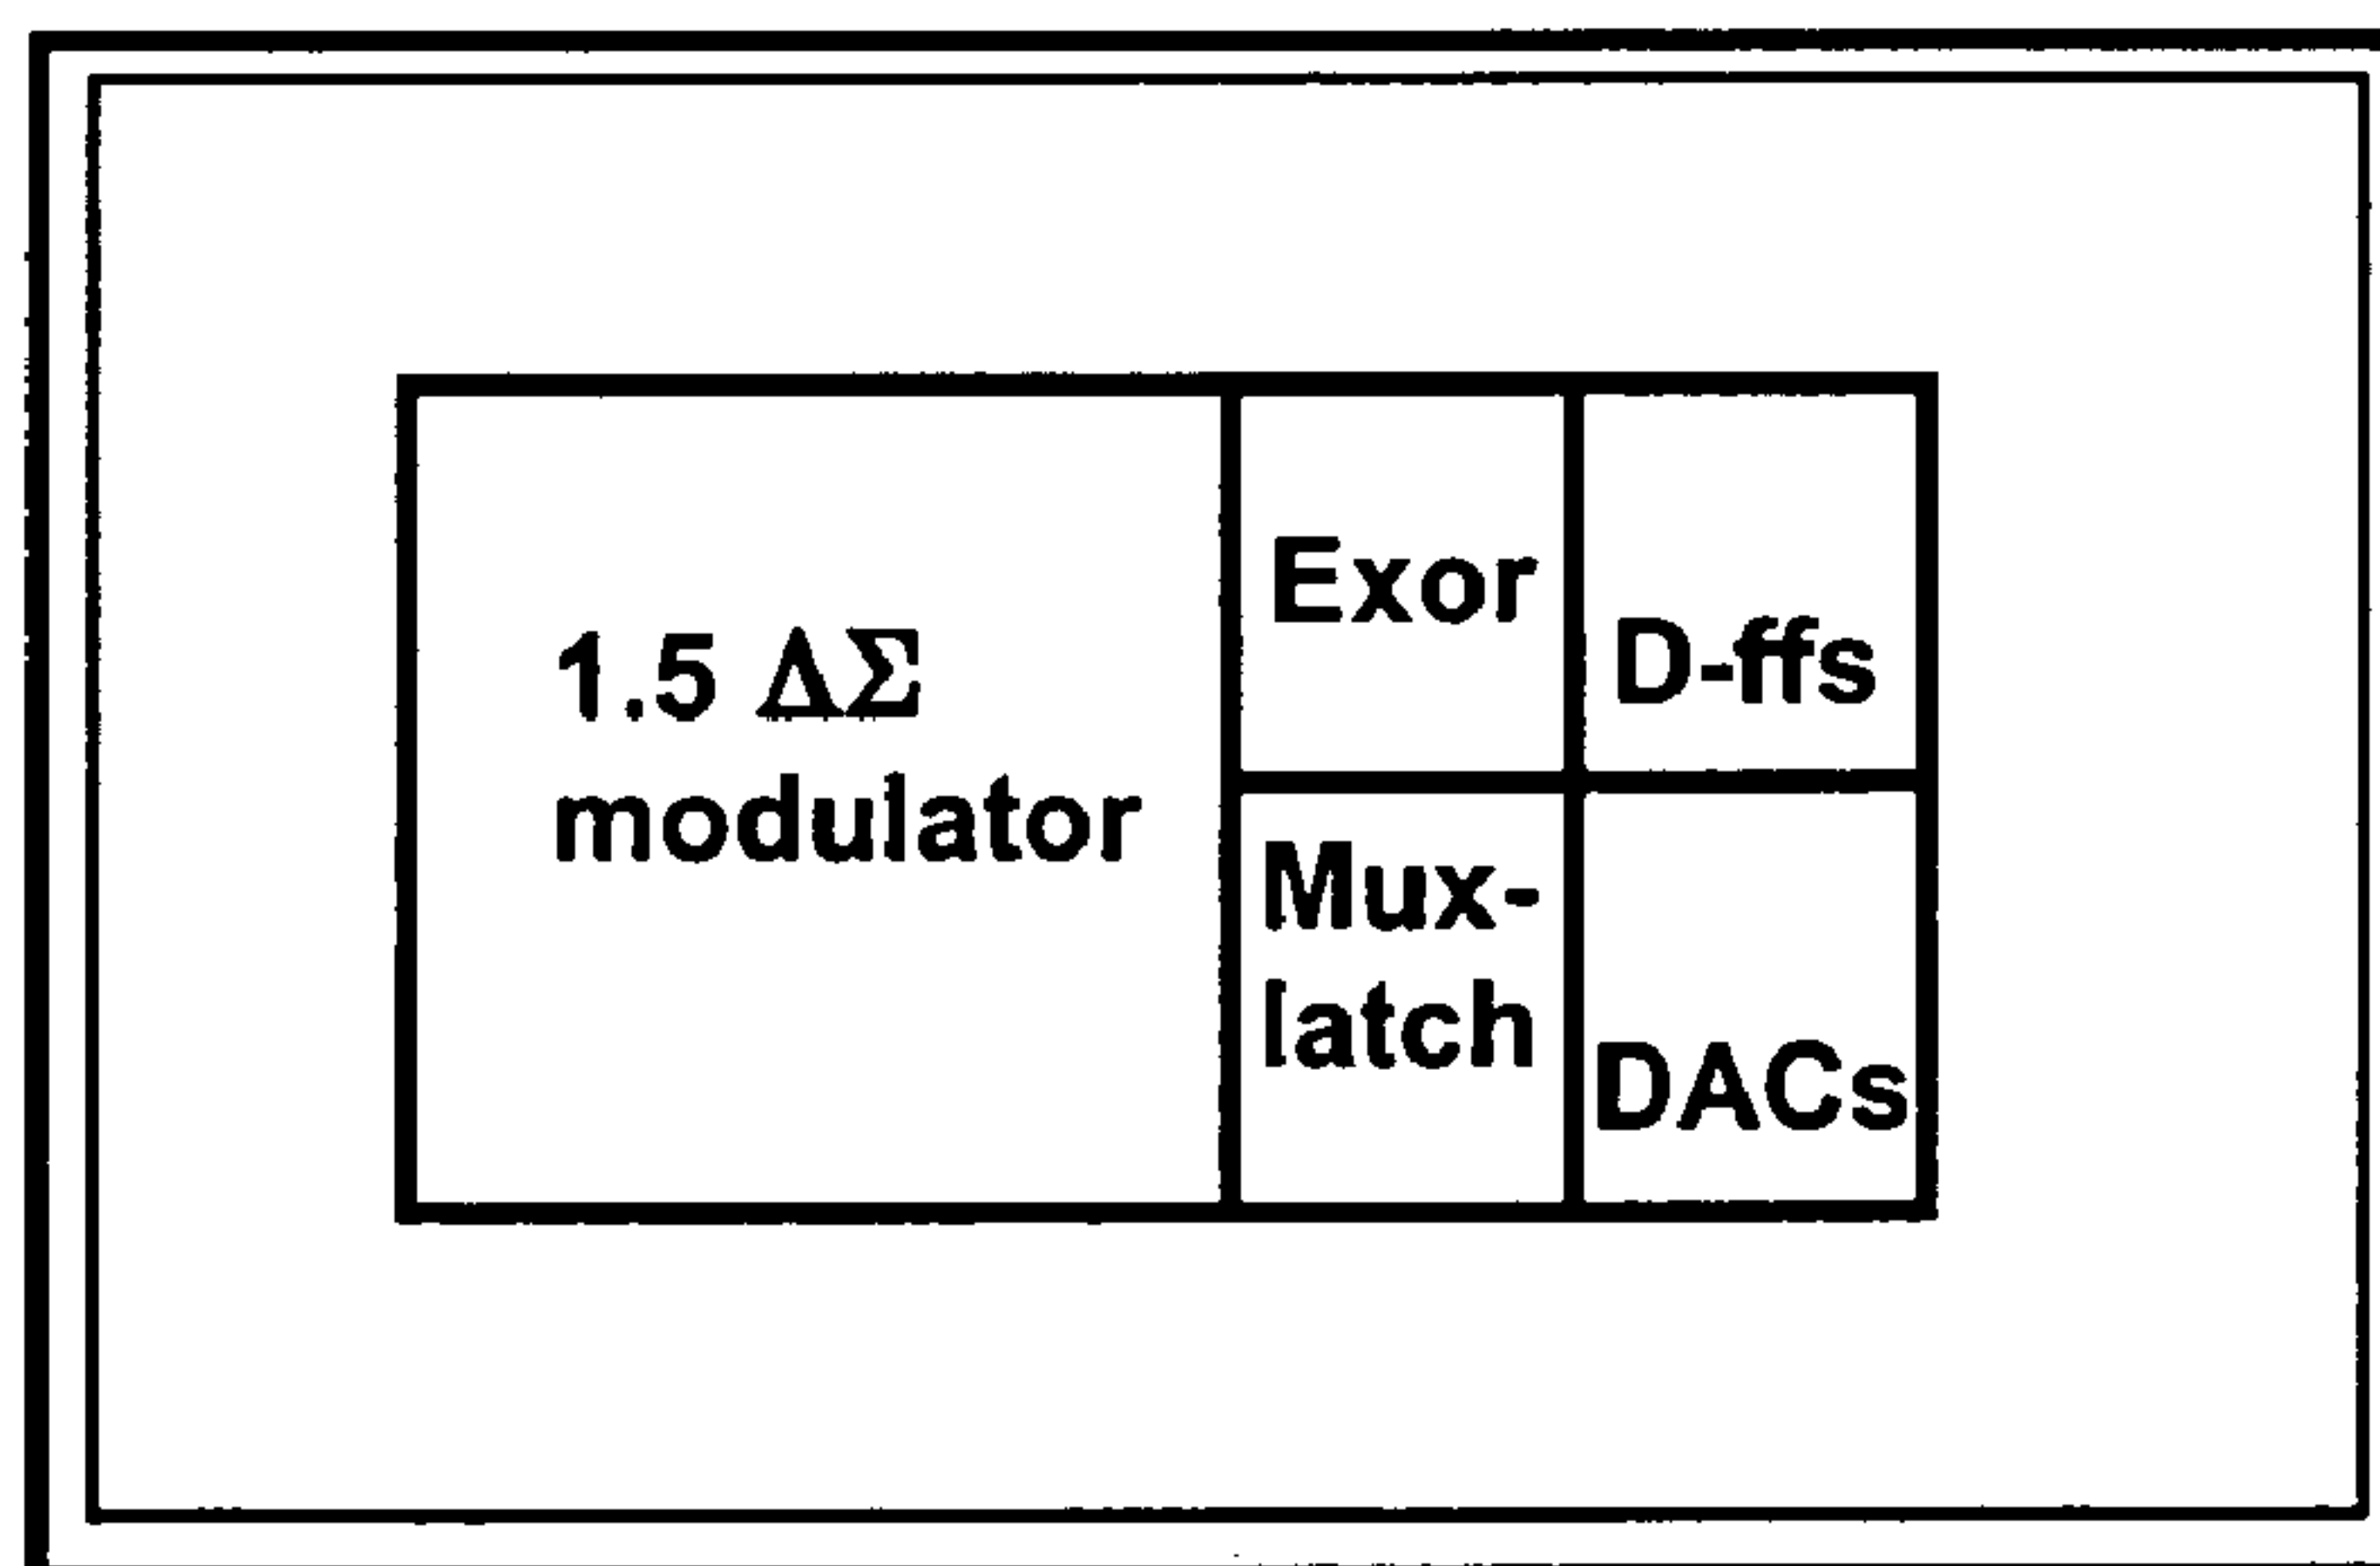 1.5 ΔΣ
modulator
Exor
D-ffs
Mux-
latch
DACs